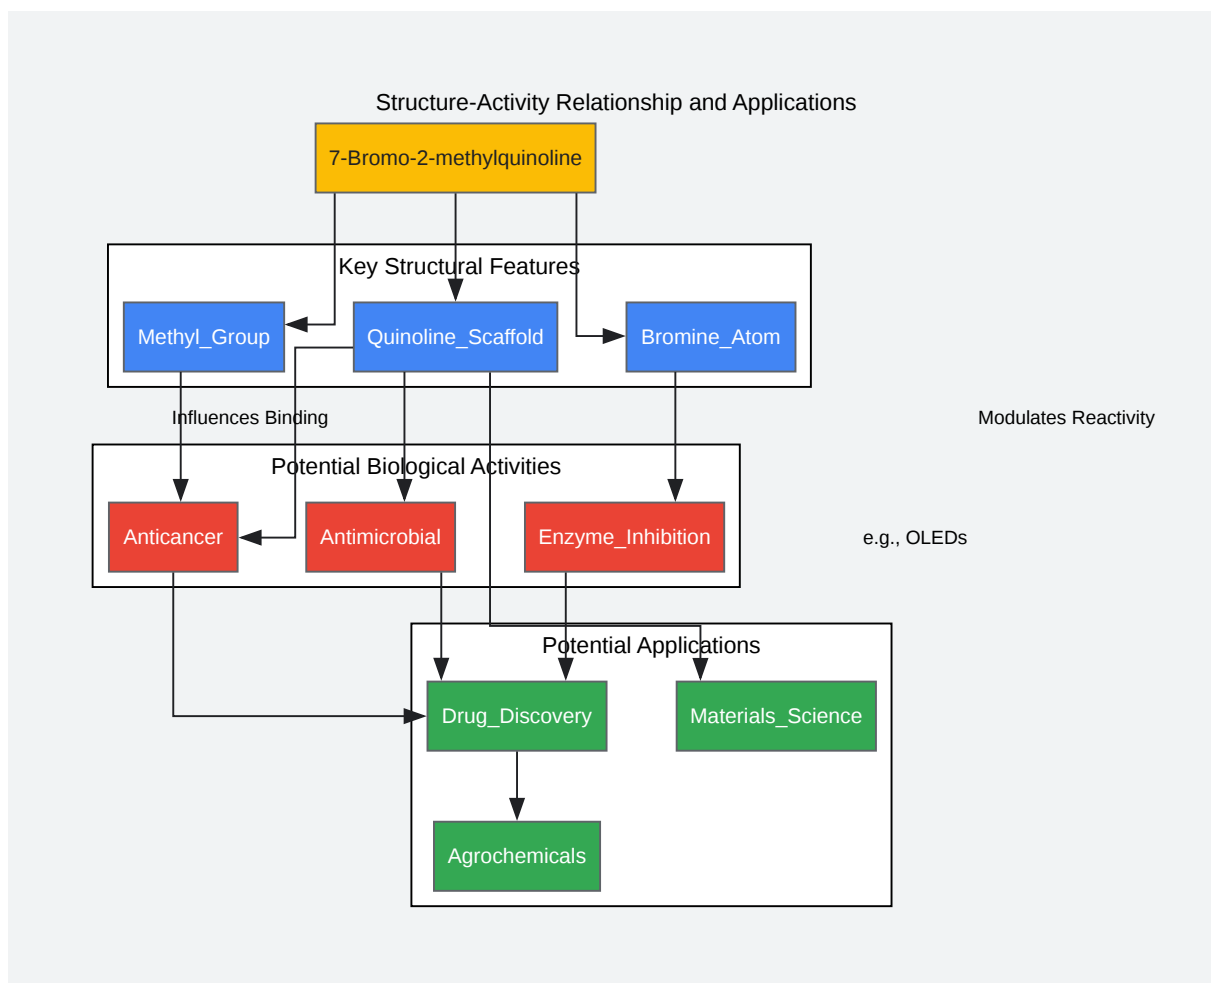 Structure-Activity Relationship and Applications
7-Bromo-2-methylquinoline
Key Structural Features
Methyl_Group
Quinoline_Scaffold
Bromine_Atom
Influences Binding
Modulates Reactivity
Potential Biological Activities
Anticancer
Antimicrobial
Enzyme_Inhibition
e.g., OLEDs
Potential Applications
Drug_Discovery
Materials_Science
Agrochemicals